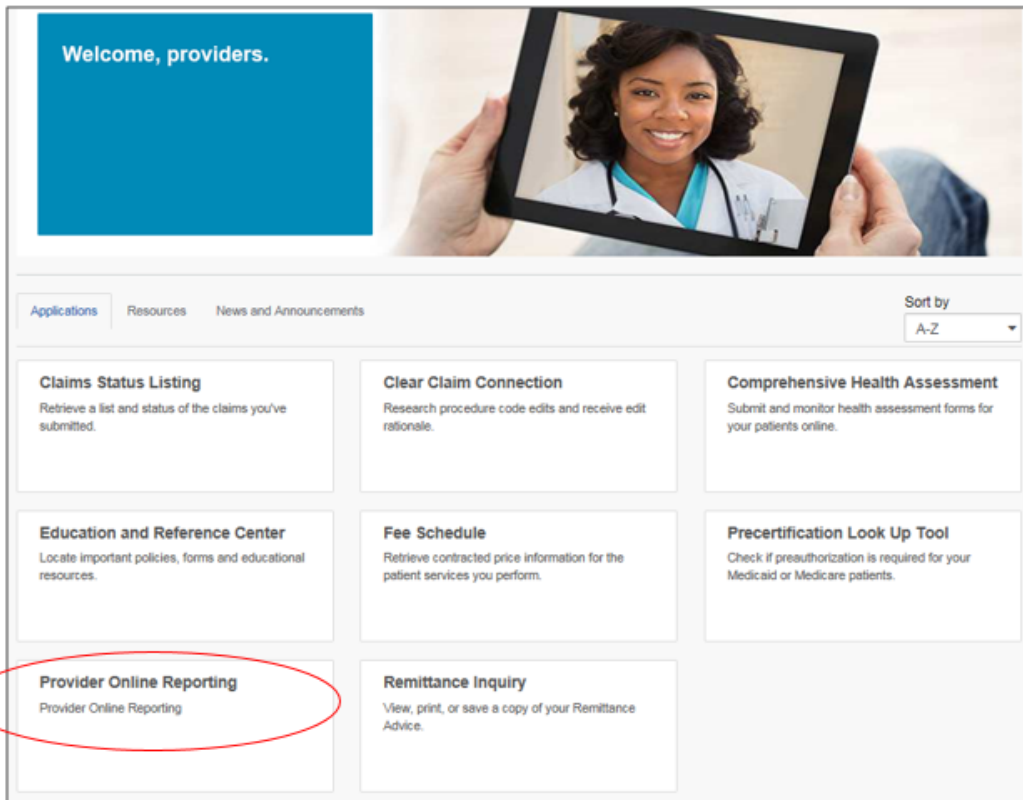 Welcome, providers.
Applications Resources News and Announcements
Sort by
A-Z
Claims Status Listing
Retrieve a list and status of the claims you've
submitted.
Clear Claim Connection
Research procedure code edits and receive edit
rationale.
Comprehensive Health Assessment
Submit and monitor health assessment forms for
your patients online.
Education and Reference Center
Locate important policies, forms and educational
resources.
Fee Schedule
Retrieve contracted price information for the
patient services you perform.
Precertification Look Up Tool
Check if preauthorization is required for your
Medicaid or Medicare patients.
Provider Online Reporting
Provider Online Reporting
Remittance Inquiry
View, print, or save a copy of your Remittance
Advice.